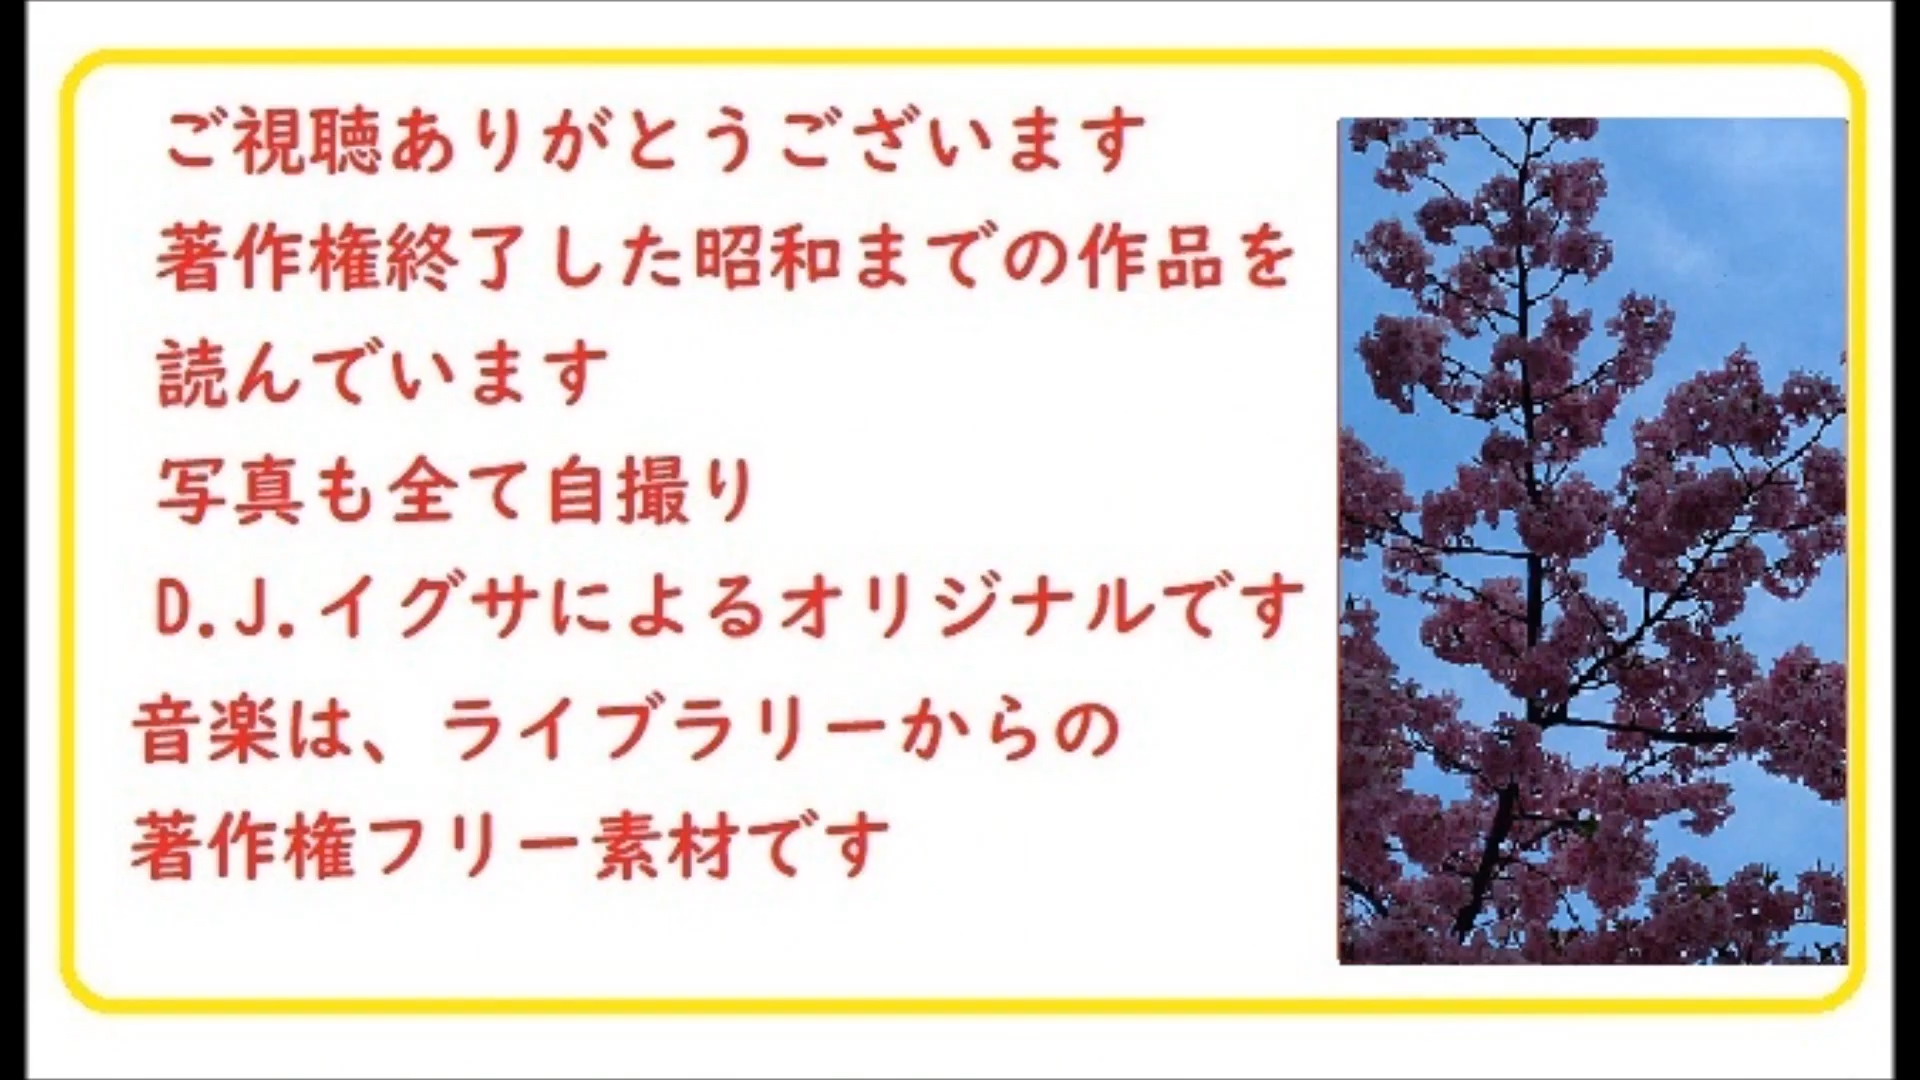 ご視聴ありがとうございます
著作権終了した昭和までの作品を
読んでいます
写真も全て自撮り
D.J.イグサによるオリジナルです
音楽は、ライブラリーからの
著作権フリー素材です